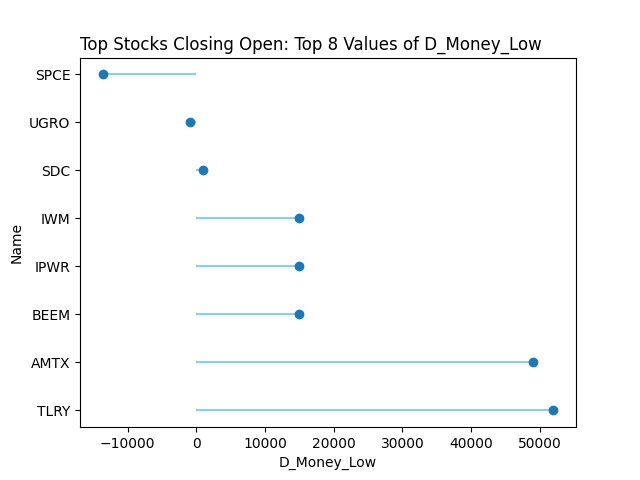 Top Stocks Closing Open: Top 8 Values of D_Money_Low
SPCE
UGRO
SDC
IWM
IPWR
BEEM
AMTX
TLRY
Name
−10000 0 10000 20000 30000 40000 50000
D_Money_Low